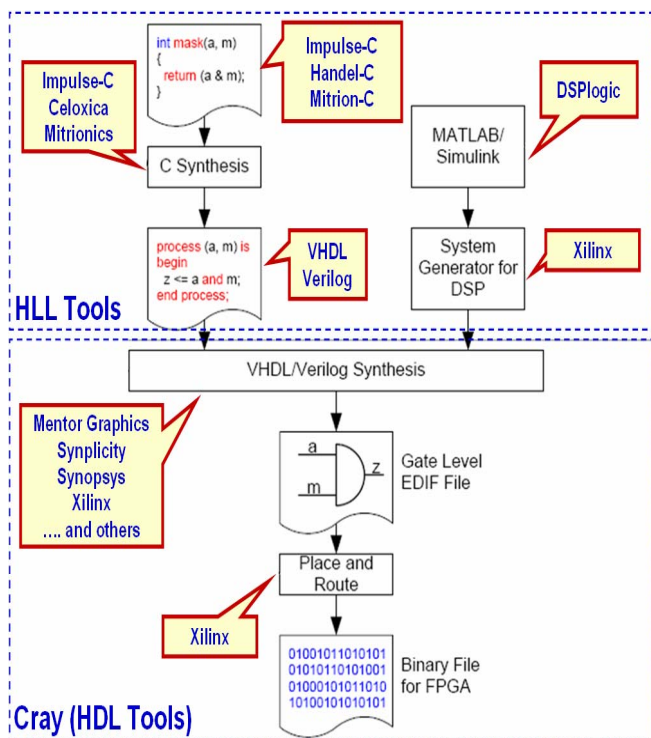 int mask(a, m)
{
return (a & m);
}
Impulse-C
Handel-C
Mitrion-C
Impulse-C
Celoxica
Mitrionics
DSPlogic
MATLAB/
Simulink
C Synthesis
process (a, m) is
begin
z <= a and m;
end process;
VHDL
Verilog
System
Generator for
DSP
Xilinx
HLL Tools
VHDL/Verilog Synthesis
Mentor Graphics
Synplicity
Synopsys
Xilinx
.... and others
a
m
z
Gate Level
EDIF File
Place and
Route
Xilinx
01001011010101
01010110101001
01000101011010
10100101010101
Binary File
for FPGA
Cray (HDL Tools)